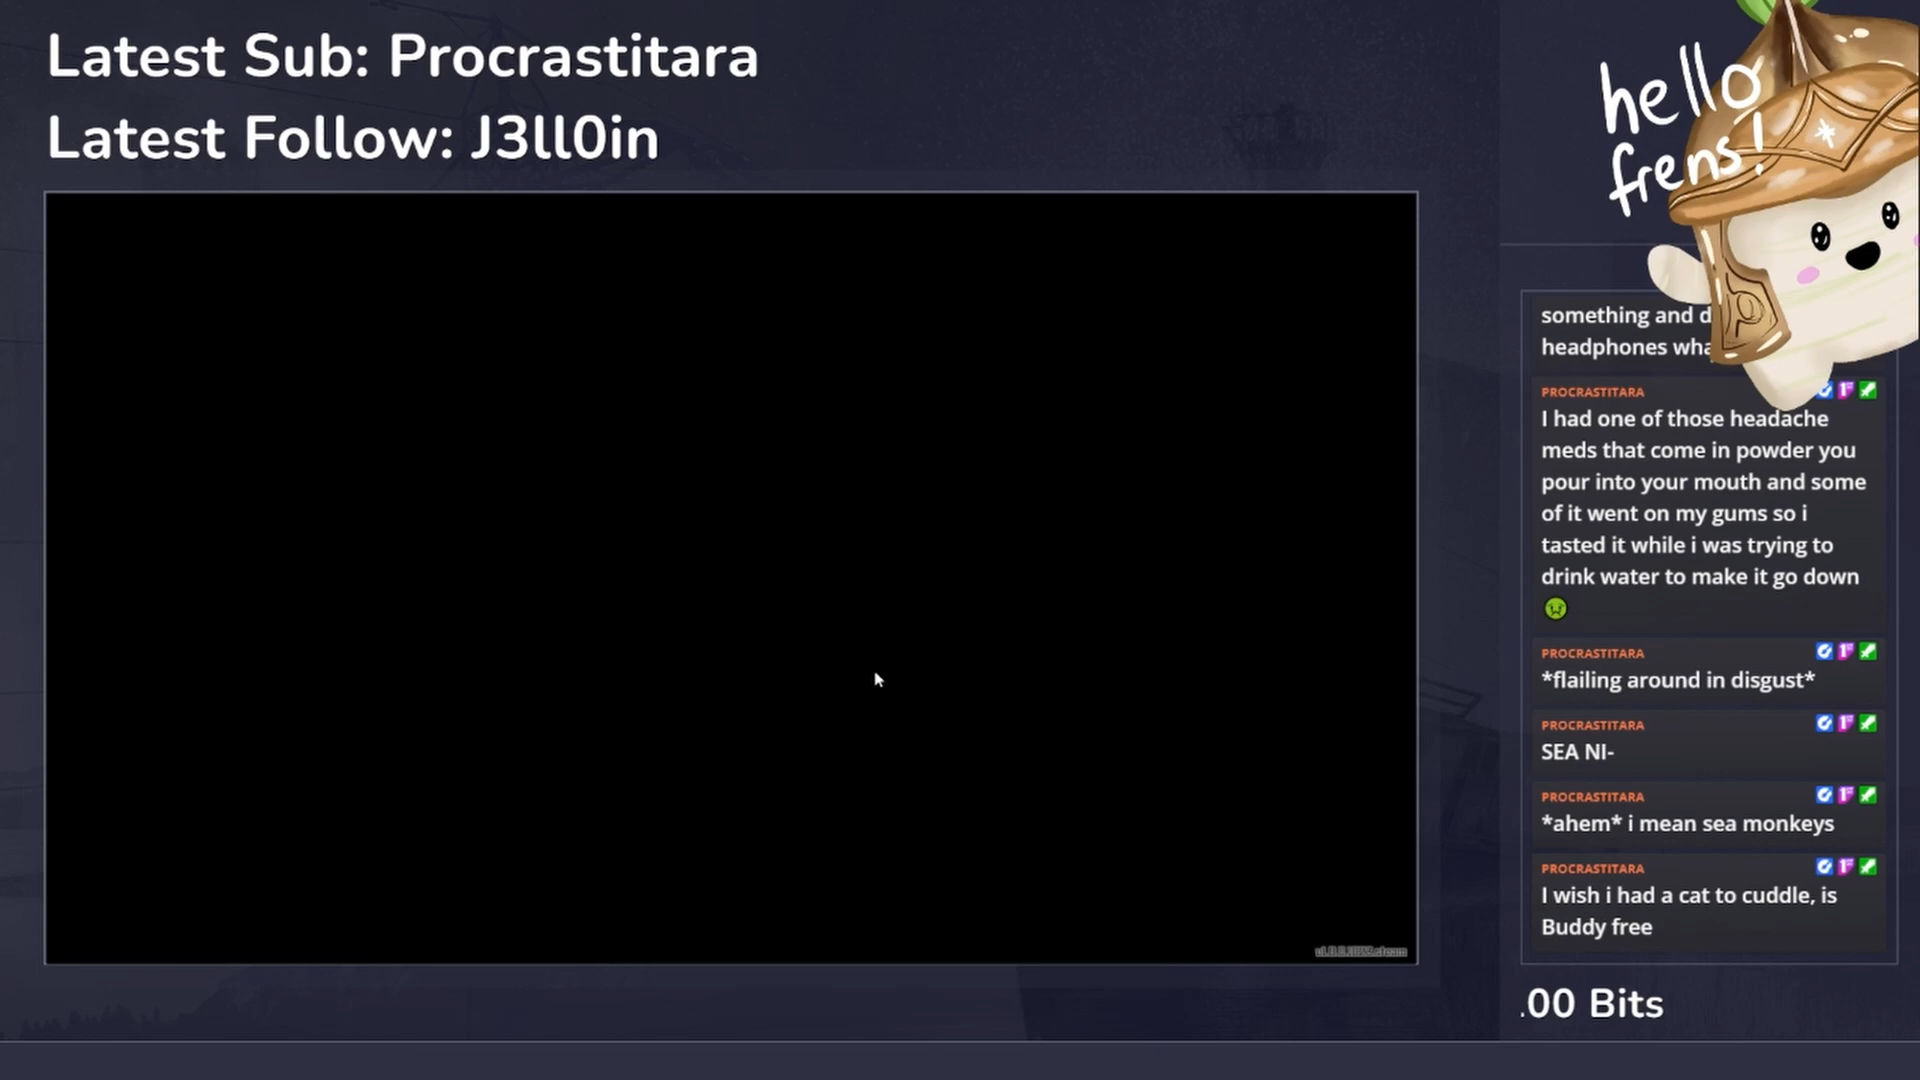 Latest Sub: Procrastitara
Latest Follow: J3ll0in
hello
frens!
something and
headphones
PROCRASTITARA
I had one of those headache
meds that come in powder you
pour into your mouth and some
of it went on my gums so i
tasted it while i was trying to
drink water to make it go down
PROCRASTITARA
*flailing around in disgust*
PROCRASTITARA
SEA NI-
PROCRASTITARA
*ahem* i mean sea monkeys
PROCRASTITARA
I wish i had a cat to cuddle, is
Buddy free
.00 Bits